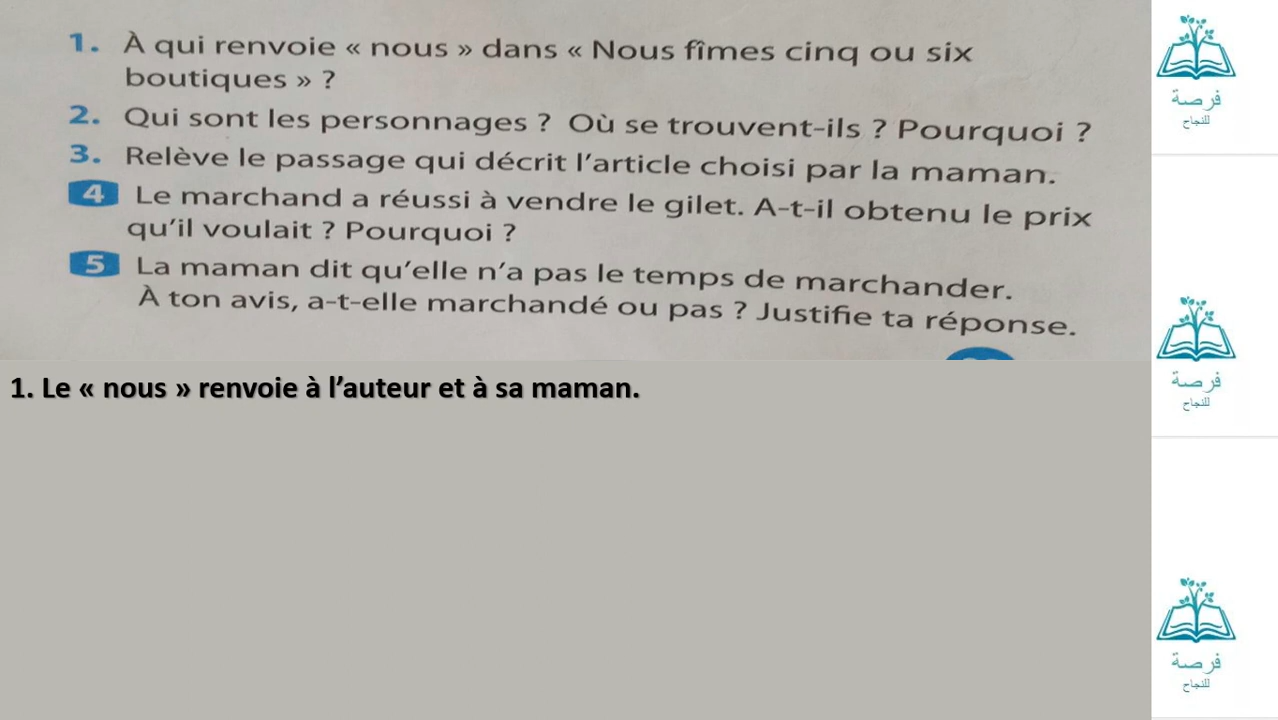 1. À qui renvoie « nous » dans « Nous fîmes cinq ou six
boutiques » ?
2. Qui sont les personnages ? Où se trouvent-ils ? Pourquoi ?
3. Relève le passage qui décrit l'article choisi par la maman.
4 Le marchand a réussi à vendre le gilet. A-t-il obtenu le prix
qu'il voulait ? Pourquoi ?
5 La maman dit qu'elle n'a pas le temps de marchander.
À ton avis, a-t-elle marchandé ou pas ? Justifie ta réponse.
1. Le « nous » renvoie à l'auteur et à sa maman.
فرصة
للنجاح
فرصة
للنجاح
فرصة
للنجاح